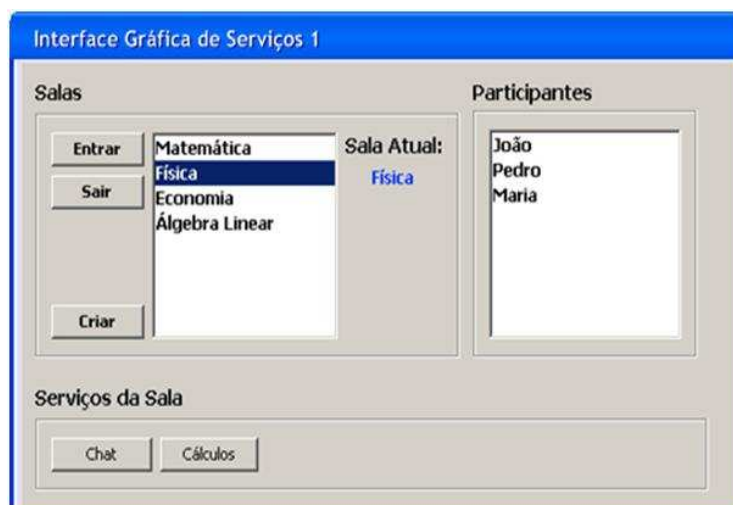 Interface Gráfica de Serviços 1
Salas
Entrar
Sair
Criar
Matemática
Física
Economia
Álgebra Linear
Sala Atual:
Física
Participantes
João
Pedro
Maria
Serviços da Sala
Chat
Cálculos